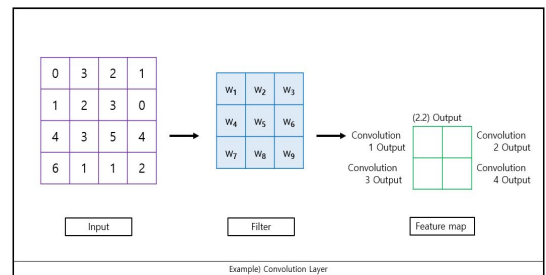 0 3 2 1
1 2 3 0
4 3 5 4
6 1 1 2
W1 W2 W3
W4 W5 W6
W7 W8 W9
(2.2) Output
Convolution
1 Output
Convolution
2 Output
Convolution
3 Output
Convolution
4 Output
Input
Filter
Feature map
Example) Convolution Layer